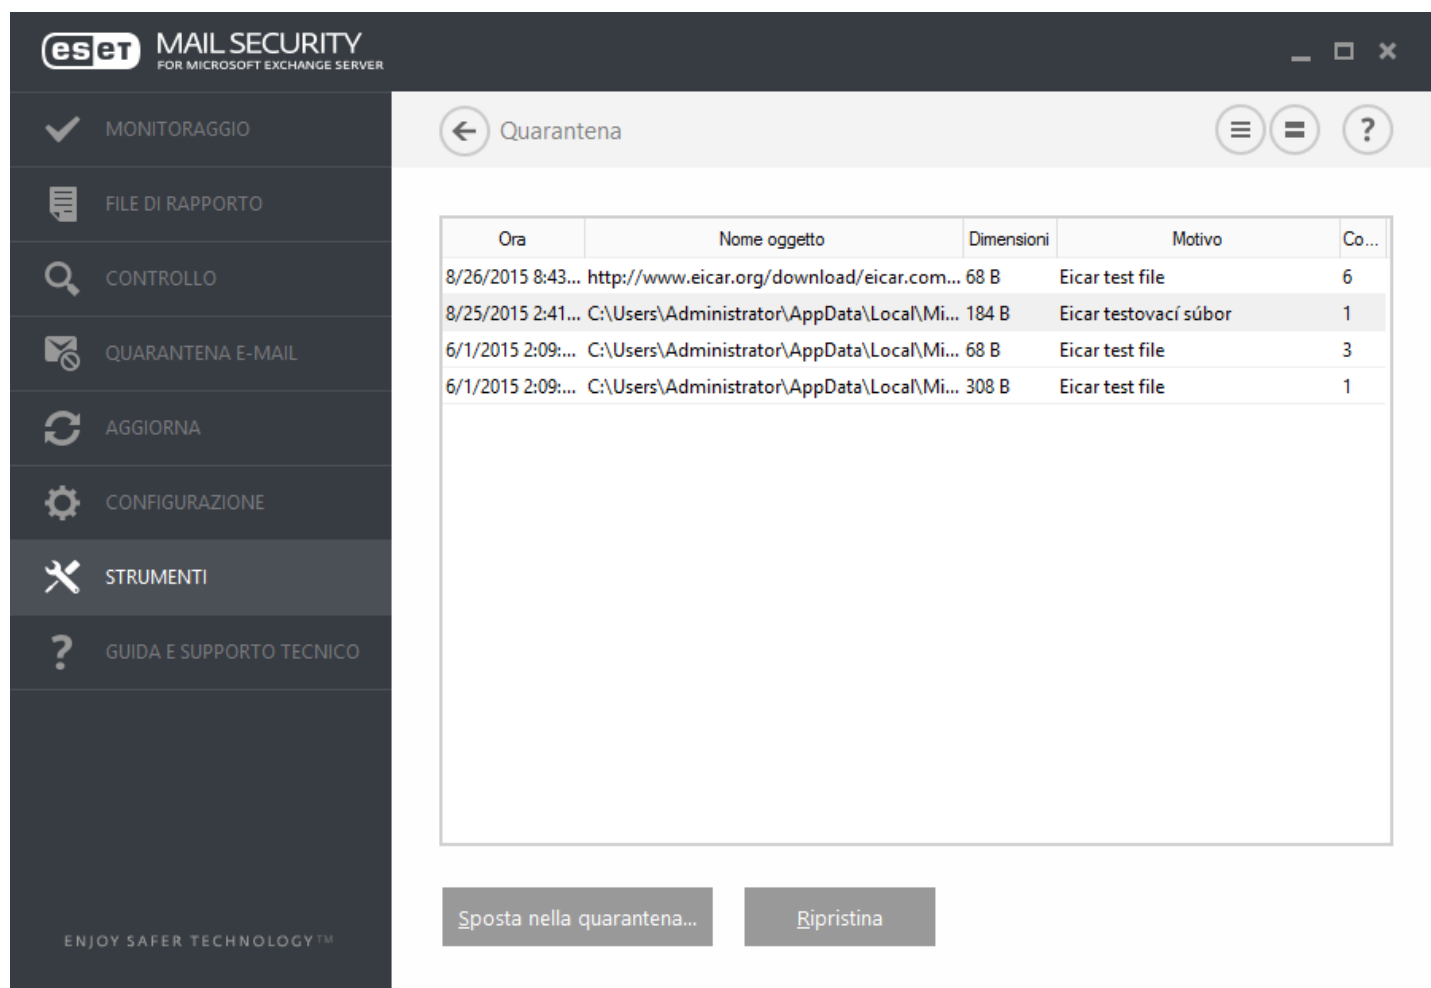 eset MAIL SECURITY
FOR MICROSOFT EXCHANGE SERVER
MONITORAGGIO
FILE DI RAPPORTO
CONTROLLO
QUARANTENA E-MAIL
AGGIORNA
CONFIGURAZIONE
STRUMENTI
GUIDA E SUPPORTO TECNICO
ENJOY SAFER TECHNOLOGY™
Quarantena
?
Ora Nome oggetto Dimensioni Motivo Co...
8/26/2015 8:43... http://www.eicar.org/download/eicar.com... 68 B Eicar test file 6
8/25/2015 2:41... C:\Users\Administrator\AppData\Local\Mi... 184 B Eicar testovací súbor 1
6/1/2015 2:09:... C:\Users\Administrator\AppData\Local\Mi... 68 B Eicar test file 3
6/1/2015 2:09:... C:\Users\Administrator\AppData\Local\Mi... 308 B Eicar test file 1
Sposta nella quarantena... Ripristina